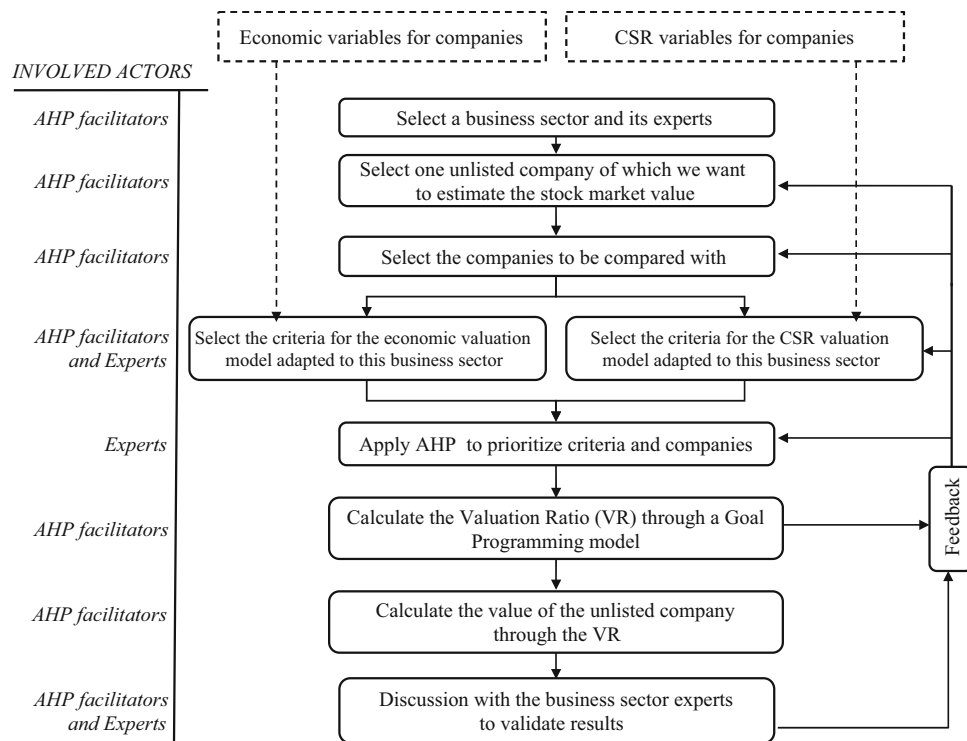 Economic variables for companies
CSR variables for companies
INVOLVED ACTORS
AHP facilitators
Select a business sector and its experts
AHP facilitators
Select one unlisted company of which we want
to estimate the stock market value
AHP facilitators
Select the companies to be compared with
AHP facilitators
and Experts
Select the criteria for the economic valuation
model adapted to this business sector
Select the criteria for the CSR valuation
model adapted to this business sector
Experts
Apply AHP to prioritize criteria and companies
AHP facilitators
Calculate the Valuation Ratio (VR) through a Goal
Programming model
Feedback
AHP facilitators
Calculate the value of the unlisted company
through the VR
AHP facilitators
and Experts
Discussion with the business sector experts
to validate results